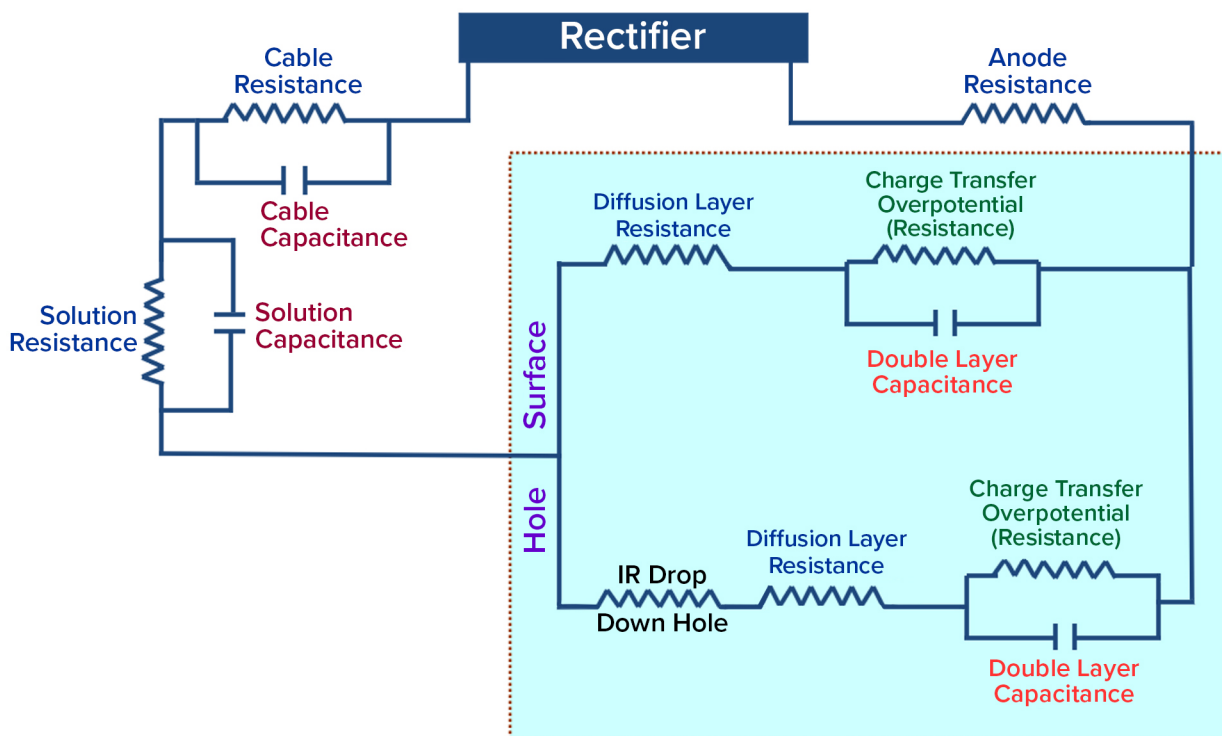 Rectifier
Cable
Resistance
Anode
Resistance
Cable
Capacitance
Diffusion Layer
Resistance
Charge Transfer
Overpotential
(Resistance)
Solution
Resistance
Solution
Capacitance
Surface
Double Layer
Capacitance
Hole
Charge Transfer
Overpotential
(Resistance)
Diffusion Layer
Resistance
IR Drop
Down Hole
Double Layer
Capacitance